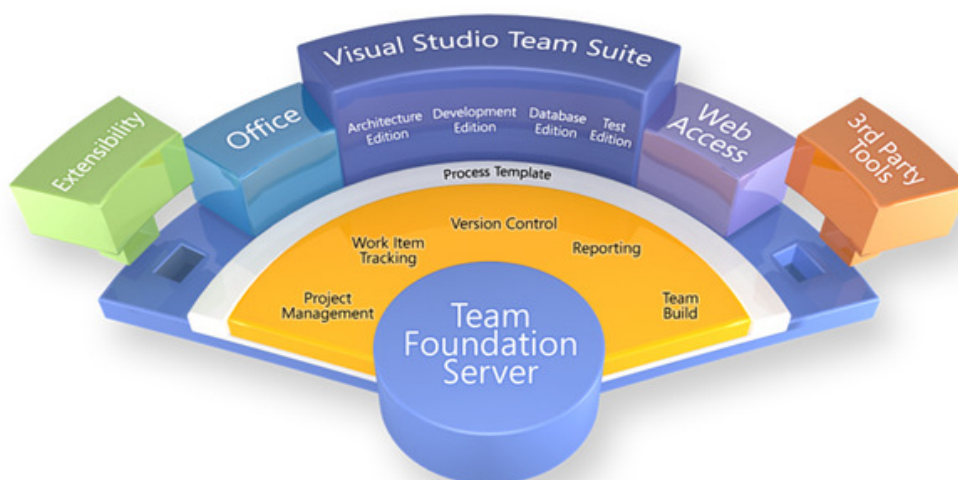 Visual Studio Team Suite
Extensibility
Office
Architecture
Edition
Development
Edition
Database
Edition
Test
Edition
Web
Access
3rd Party
Tools
Process Template
Version Control
Work Item
Tracking
Reporting
Project
Management
Team
Build
Team
Foundation
Server